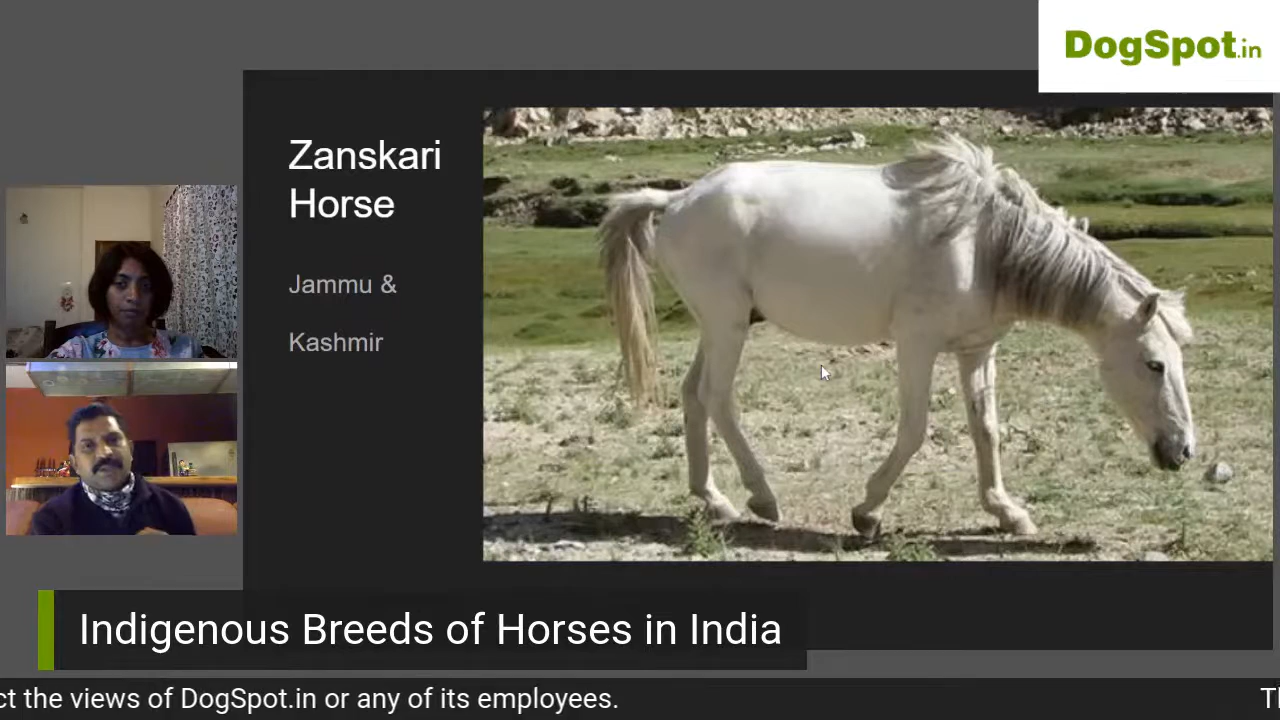 DogSpot.in
Zanskari
Horse
Jammu &
Kashmir
Indigenous Breeds of Horses in India
ct the views of DogSpot.in or any of its employees.